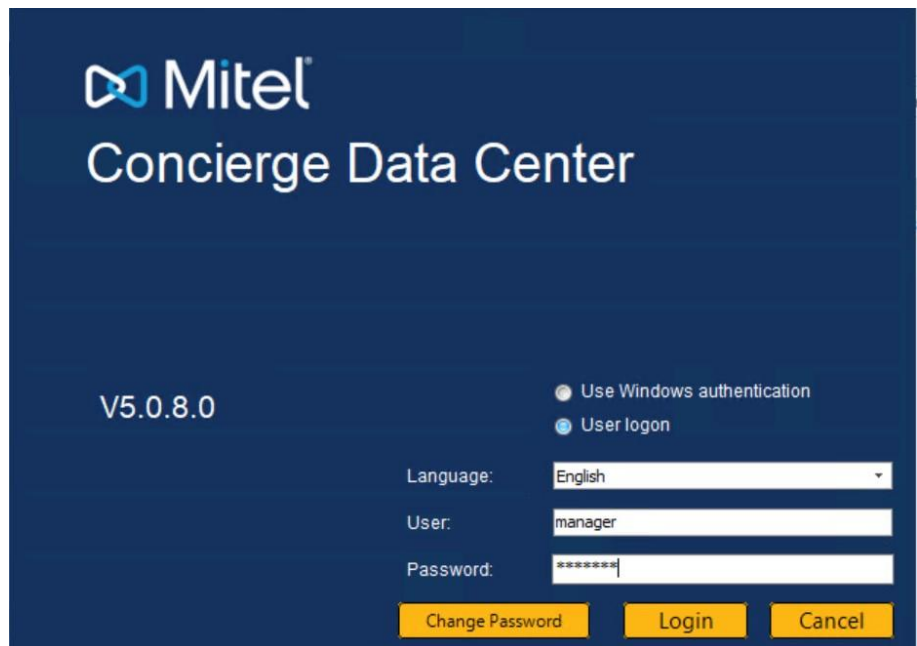 Mitel®
Concierge Data Center
V5.0.8.0
Use Windows authentication
User logon
Language: English
User: manager
Password: *******
Change Password Login Cancel